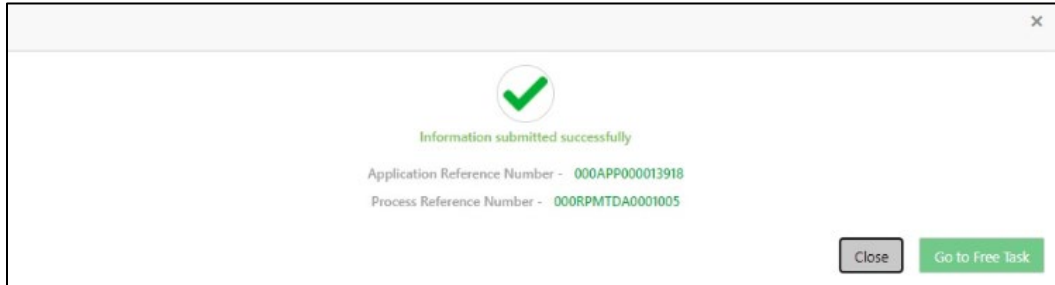 ×
Information submitted successfully
Application Reference Number - 000APP000013918
Process Reference Number - 000RPMTDA0001005
Close Go to Free Task